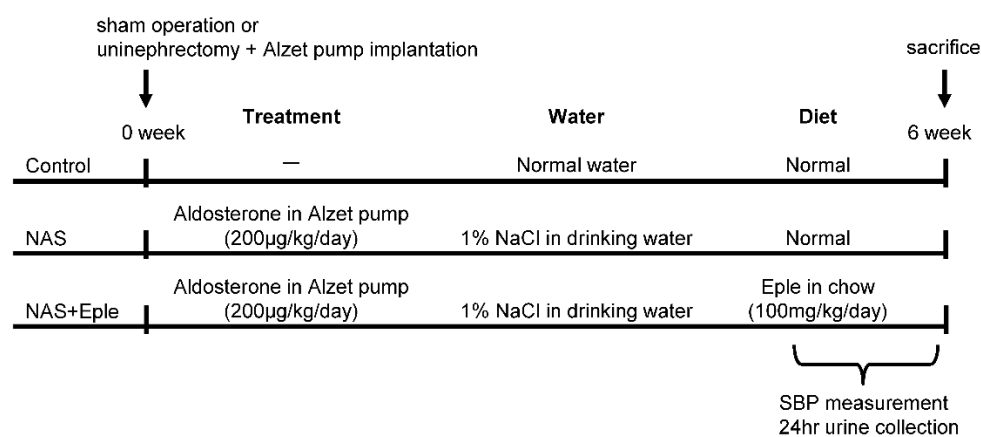 sham operation or
uninephrectomy + Alzet pump implantation
sacrifice
Treatment Water Diet
0 week 6 week
Control — Normal water Normal
Aldosterone in Alzet pump
NAS (200µg/kg/day) 1% NaCl in drinking water Normal
Aldosterone in Alzet pump Eple in chow
NAS+Eple (200µg/kg/day) 1% NaCl in drinking water (100mg/kg/day)
SBP measurement
24hr urine collection